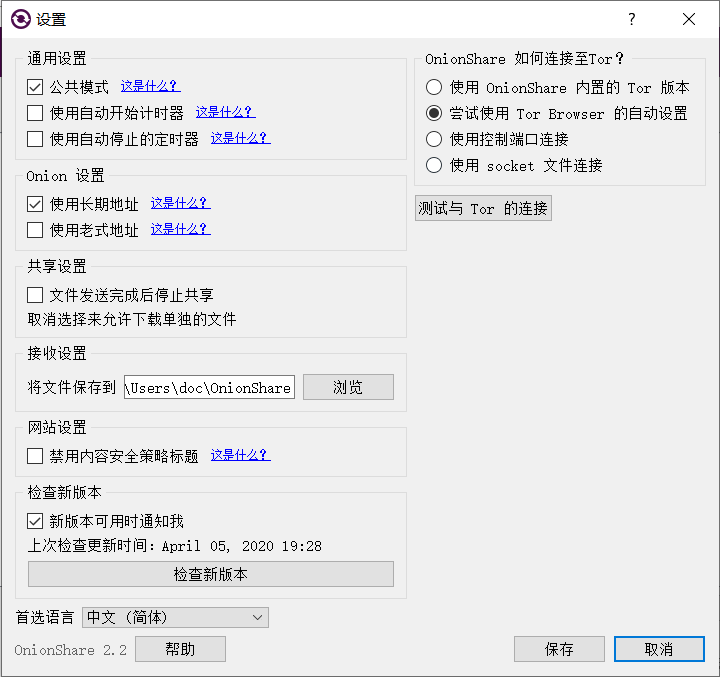 设置
通用设置
公共模式 这是什么?
使用自动开始计时器 这是什么?
使用自动停止的定时器 这是什么?
Onion 设置
使用长期地址 这是什么?
使用老式地址 这是什么?
共享设置
文件发送完成后停止共享
取消选择来允许下载单独的文件
接收设置
将文件保存到 \Users\doc\OnionShare 浏览
网站设置
禁用内容安全策略标题 这是什么?
检查新版本
新版本可用时通知我
上次检查更新时间：April 05, 2020 19:28
检查新版本
首选语言 中文 (简体)
OnionShare 2.2 帮助
OnionShare 如何连接至Tor？
使用 OnionShare 内置的 Tor 版本
尝试使用 Tor Browser 的自动设置
使用控制端口连接
使用 socket 文件连接
测试与 Tor 的连接
保存 取消